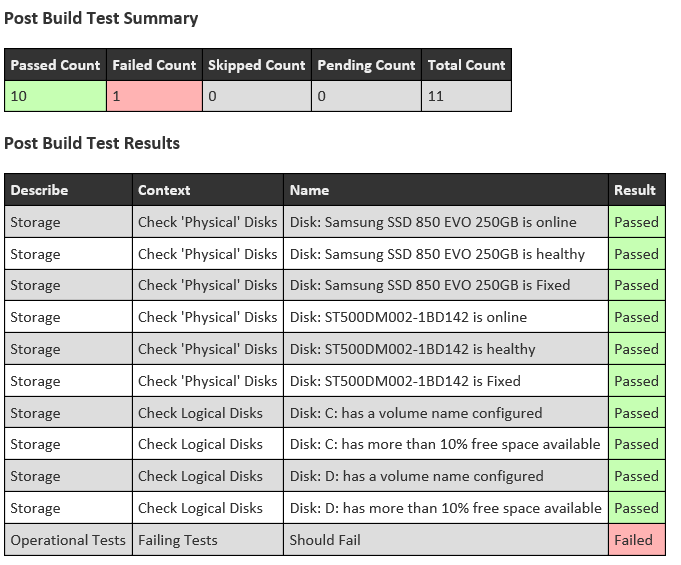 Post Build Test Summary
Passed Count Failed Count Skipped Count Pending Count Total Count
10 1 0 0 11
Post Build Test Results
Describe Context Name Result
Storage Check 'Physical' Disks Disk: Samsung SSD 850 EVO 250GB is online Passed
Storage Check 'Physical' Disks Disk: Samsung SSD 850 EVO 250GB is healthy Passed
Storage Check 'Physical' Disks Disk: Samsung SSD 850 EVO 250GB is Fixed Passed
Storage Check 'Physical' Disks Disk: ST500DM002-1BD142 is online Passed
Storage Check 'Physical' Disks Disk: ST500DM002-1BD142 is healthy Passed
Storage Check 'Physical' Disks Disk: ST500DM002-1BD142 is Fixed Passed
Storage Check Logical Disks Disk: C: has a volume name configured Passed
Storage Check Logical Disks Disk: C: has more than 10% free space available Passed
Storage Check Logical Disks Disk: D: has a volume name configured Passed
Storage Check Logical Disks Disk: D: has more than 10% free space available Passed
Operational Tests Failing Tests Should Fail Failed